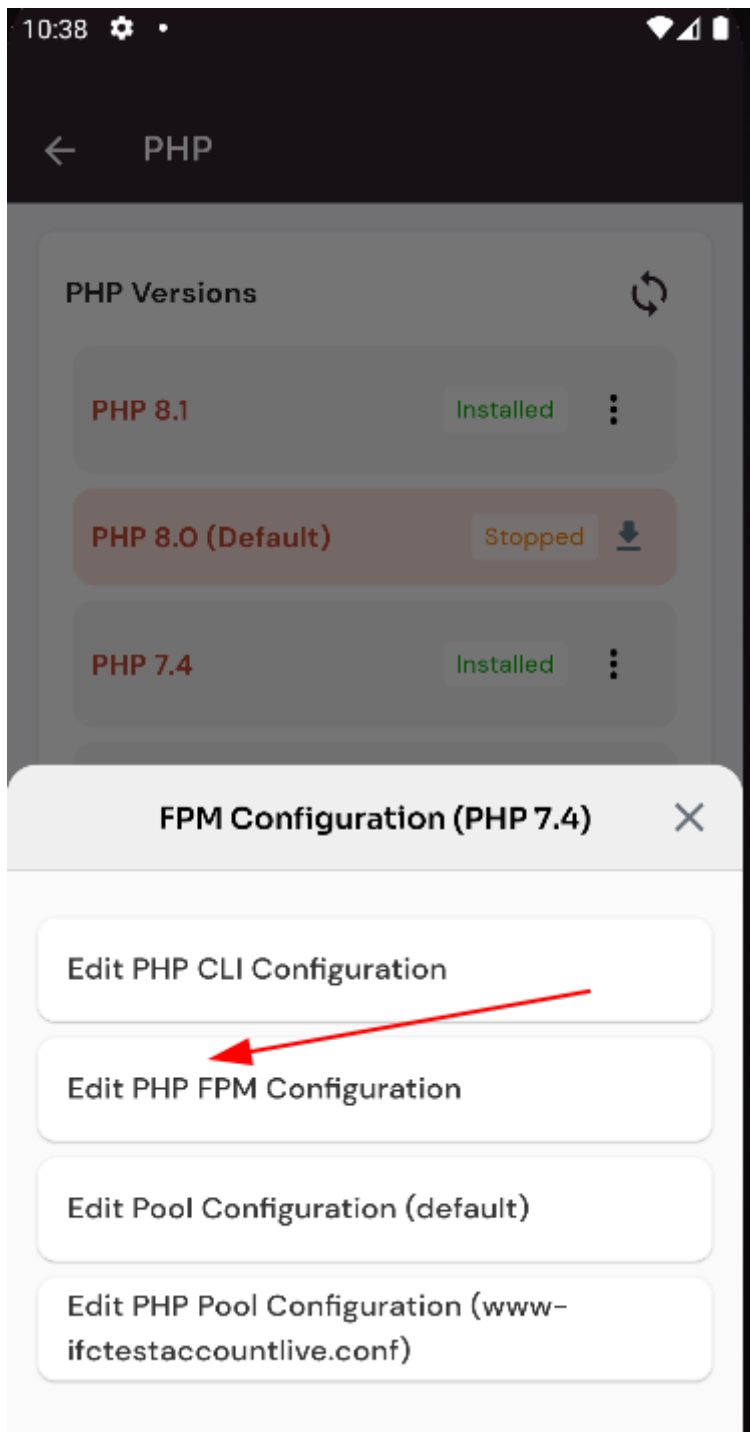 10:38
PHP
PHP Versions
PHP 8.1
Installed
PHP 8.0 (Default)
Stopped
PHP 7.4
Installed
FPM Configuration (PHP 7.4)
Edit PHP CLI Configuration
Edit PHP FPM Configuration
Edit Pool Configuration (default)
Edit PHP Pool Configuration (www-
ifctestaccountlive.conf)